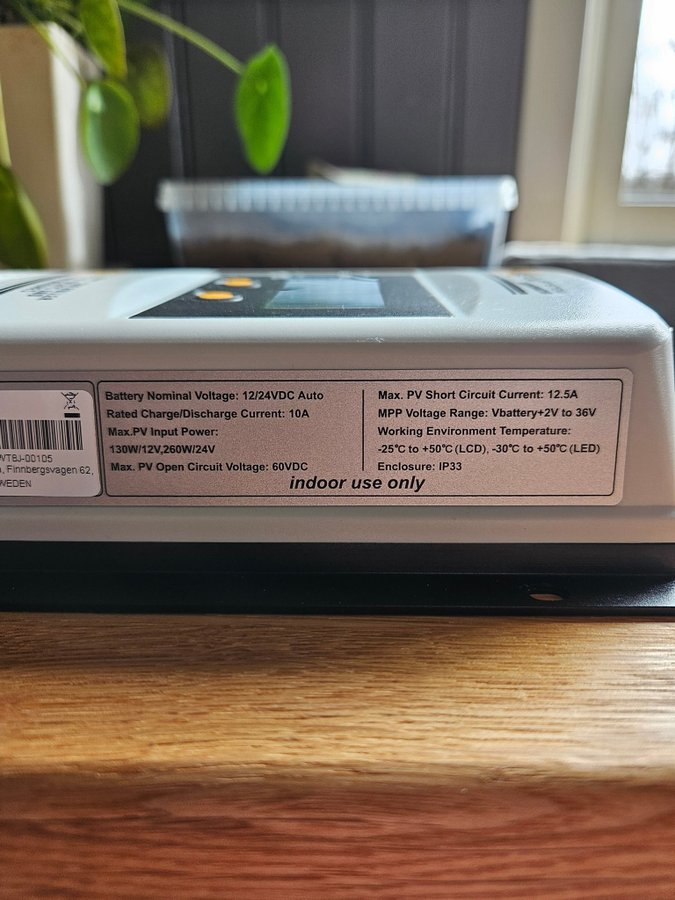 WTBJ-00105
, Finnbergsvagen 62,
WEDEN
Battery Nominal Voltage: 12/24VDC Auto
Rated Charge/Discharge Current: 10A
Max.PV Input Power:
130W/12V,260W/24V
Max. PV Open Circuit Voltage: 60VDC
Max. PV Short Circuit Current: 12.5A
MPP Voltage Range: Vbattery+2V to 36V
Working Environment Temperature:
-25℃ to +50℃ (LCD), -30℃ to +50℃ (LED)
Enclosure: IP33
indoor use only